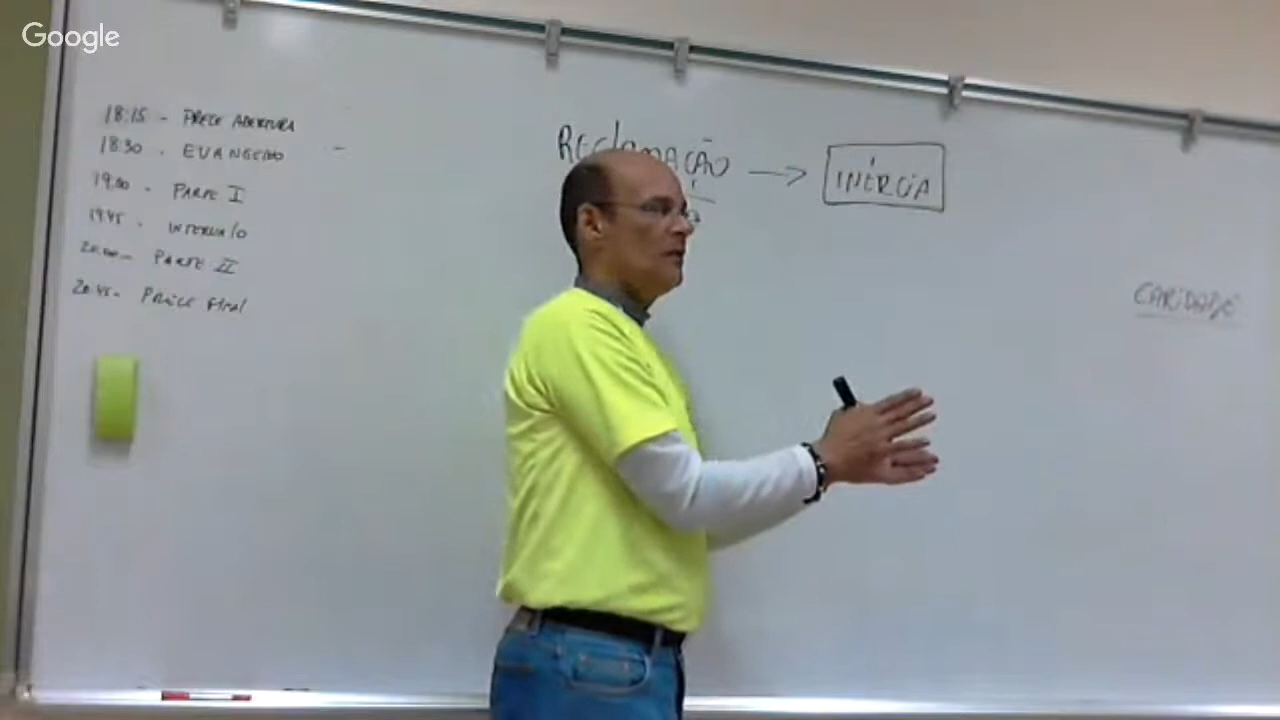 Google
18:15 - PRECE ABERTURA
18:30 - EVANGELHO -
19:00 - PARTE I
19:45 - INTERVALO
20:00 - PARTE II
20:45 - PRECE FINAL
RECLAMAÇÃO → INÉRCIA
CARIDADE